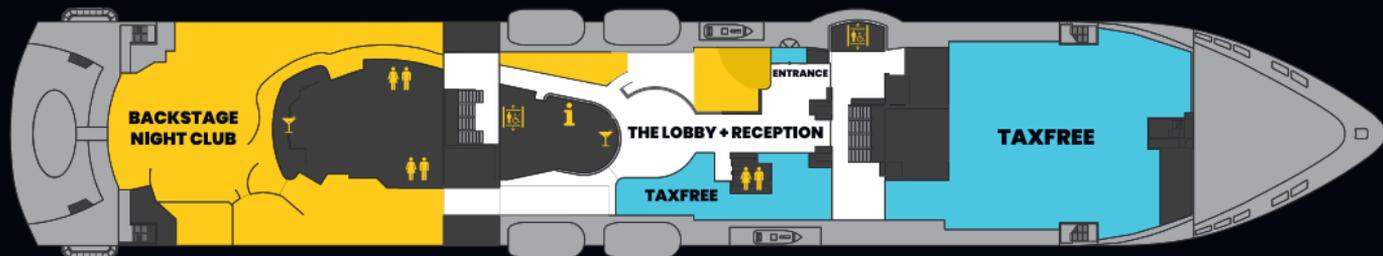 BACKSTAGE
NIGHT CLUB
i
ENTRANCE
THE LOBBY + RECEPTION
TAXFREE
TAXFREE